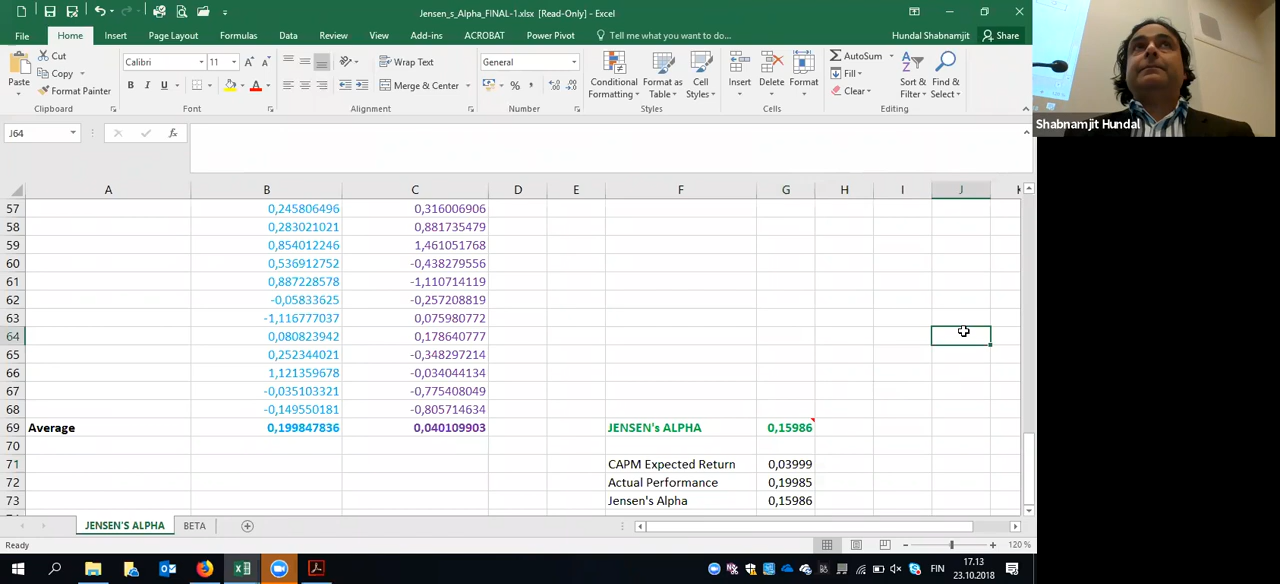 Jensen_s_Alpha_FINAL-1.xlsx [Read-Only] - Excel
File Home Insert Page Layout Formulas Data Review View Add-ins ACROBAT Power Pivot Tell me what you want to do... Hundal Shabnamjit Share
Paste Cut Copy Format Painter
Calibri 11
B I U
Wrap Text
Merge & Center
General
% ,
Conditional Formatting
Format as Table
Cell Styles
Insert Delete Format
AutoSum
Fill
Clear
Sort & Filter
Find & Select
Clipboard Font Alignment Number Styles Cells Editing
Shabnamjit Hundal
J64 fx
A B C D E F G H I J K
57 0,245806496 0,316006906
58 0,283021021 0,881735479
59 0,854012246 1,461051768
60 0,536912752 -0,438279556
61 0,887228578 -1,110714119
62 -0,05833625 -0,257208819
63 -1,116777037 0,075980772
64 0,080823942 0,178640777
65 0,252344021 -0,348297214
66 1,121359678 -0,034044134
67 -0,035103321 -0,775408049
68 -0,149550181 -0,805714634
69 Average 0,199847836 0,040109903 JENSEN's ALPHA 0,15986
70
71 CAPM Expected Return 0,03999
72 Actual Performance 0,19985
73 Jensen's Alpha 0,15986
JENSEN'S ALPHA BETA
Ready 120 %
FIN 17.13
23.10.2018